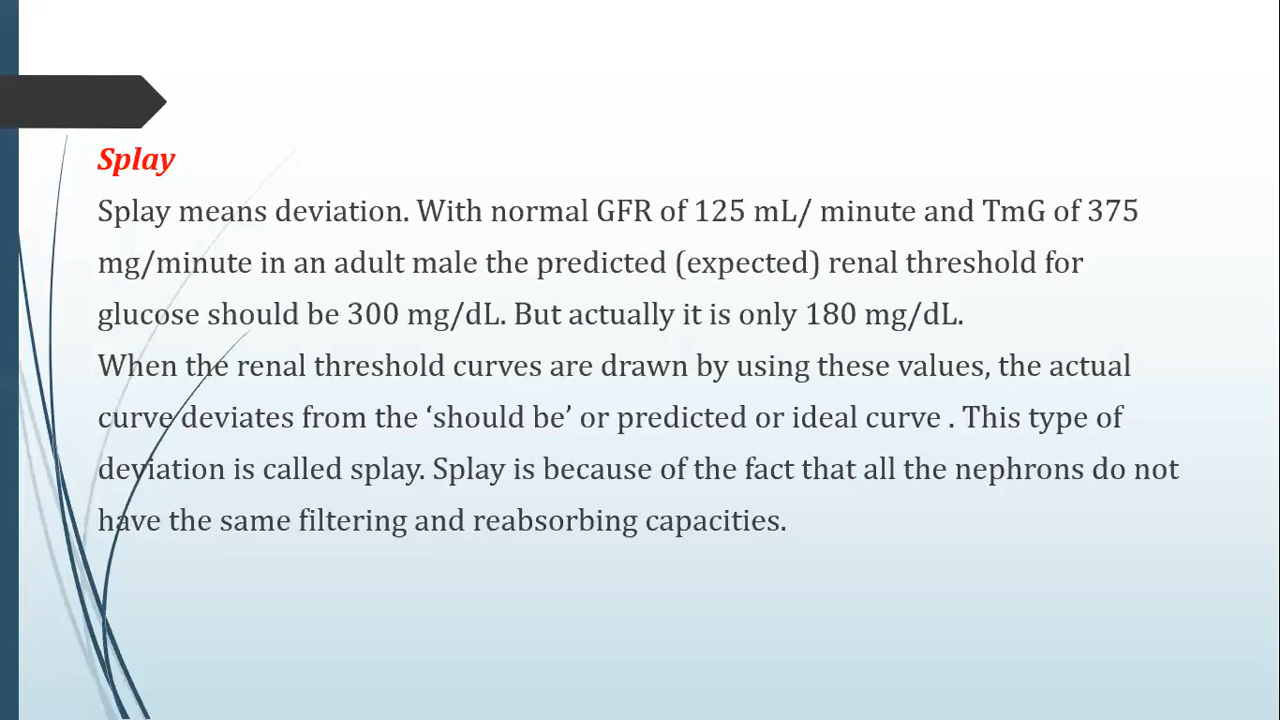 Splay
Splay means deviation. With normal GFR of 125 mL/ minute and TmG of 375
mg/minute in an adult male the predicted (expected) renal threshold for
glucose should be 300 mg/dL. But actually it is only 180 mg/dL.
When the renal threshold curves are drawn by using these values, the actual
curve deviates from the ‘should be’ or predicted or ideal curve . This type of
deviation is called splay. Splay is because of the fact that all the nephrons do not
have the same filtering and reabsorbing capacities.